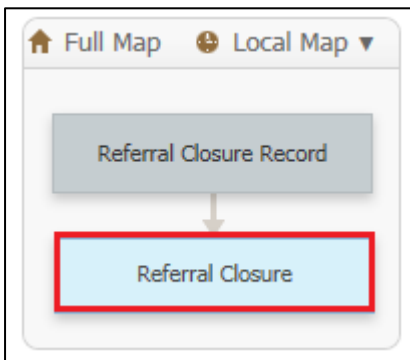 Full Map Local Map ▼
Referral Closure Record
Referral Closure